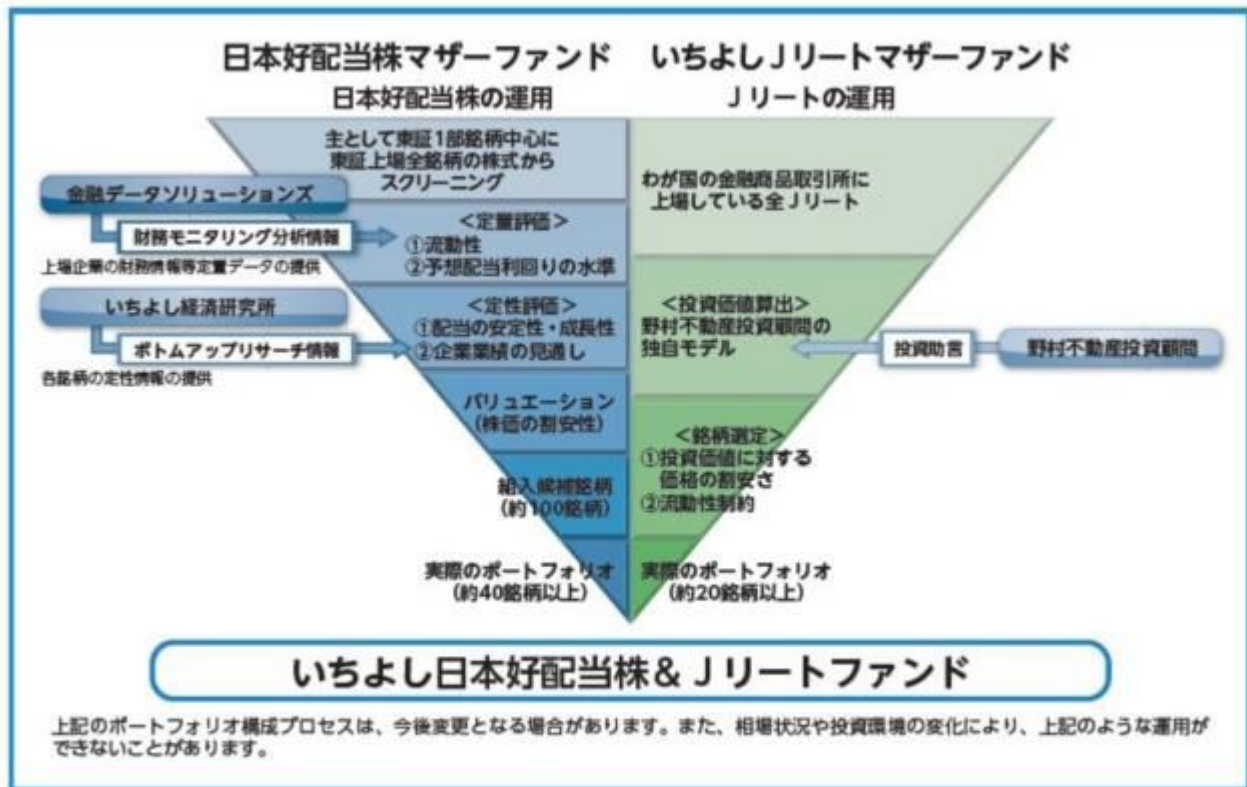 日本好配当株マザーファンド
日本好配当株の運用
主として東証1部銘柄中心に
東証上場全銘柄の株式から
スクリーニング
金融データソリューションズ
財務モニタリング分析情報
上場企業の財務情報等定量データの提供
＜定量評価＞
①流動性
②予想配当利回りの水準
いちよし経済研究所
ボトムアップリサーチ情報
各銘柄の定性情報の提供
＜定性評価＞
①配当の安定性・成長性
②企業業績の見通し
バリュエーション
(株価の割安性)
組入候補銘柄
(約100銘柄)
実際のポートフォリオ
(約40銘柄以上)
いちよしJリートマザーファンド
Jリートの運用
わが国の金融商品取引所に
上場している全Jリート
＜投資価値算出＞
野村不動産投資顧問の
独自モデル
投資助言
野村不動産投資顧問
＜銘柄選定＞
①投資価値に対する
価格の割安さ
②流動性制約
実際のポートフォリオ
(約20銘柄以上)
いちよし日本好配当株&Jリートファンド
上記のポートフォリオ構成プロセスは、今後変更となる場合があります。また、相場状況や投資環境の変化により、上記のような運用が
できないことがあります。